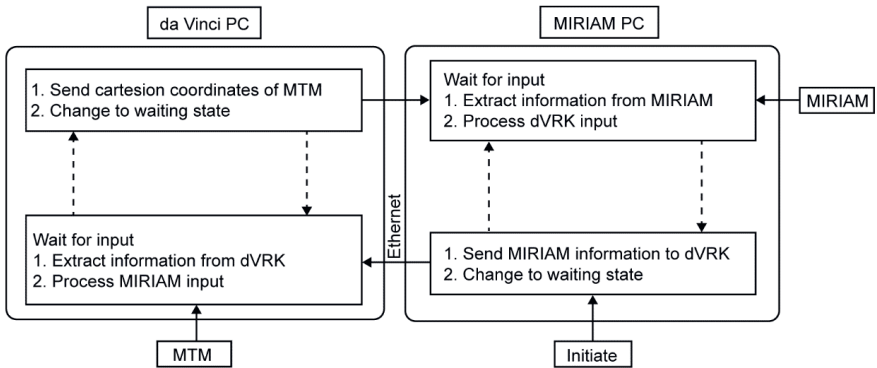 da Vinci PC
MIRIAM PC
1. Send cartesion coordinates of MTM
2. Change to waiting state
Wait for input
1. Extract information from MIRIAM
2. Process dVRK input
MIRIAM
Ethernet
Wait for input
1. Extract information from dVRK
2. Process MIRIAM input
1. Send MIRIAM information to dVRK
2. Change to waiting state
MTM
Initiate